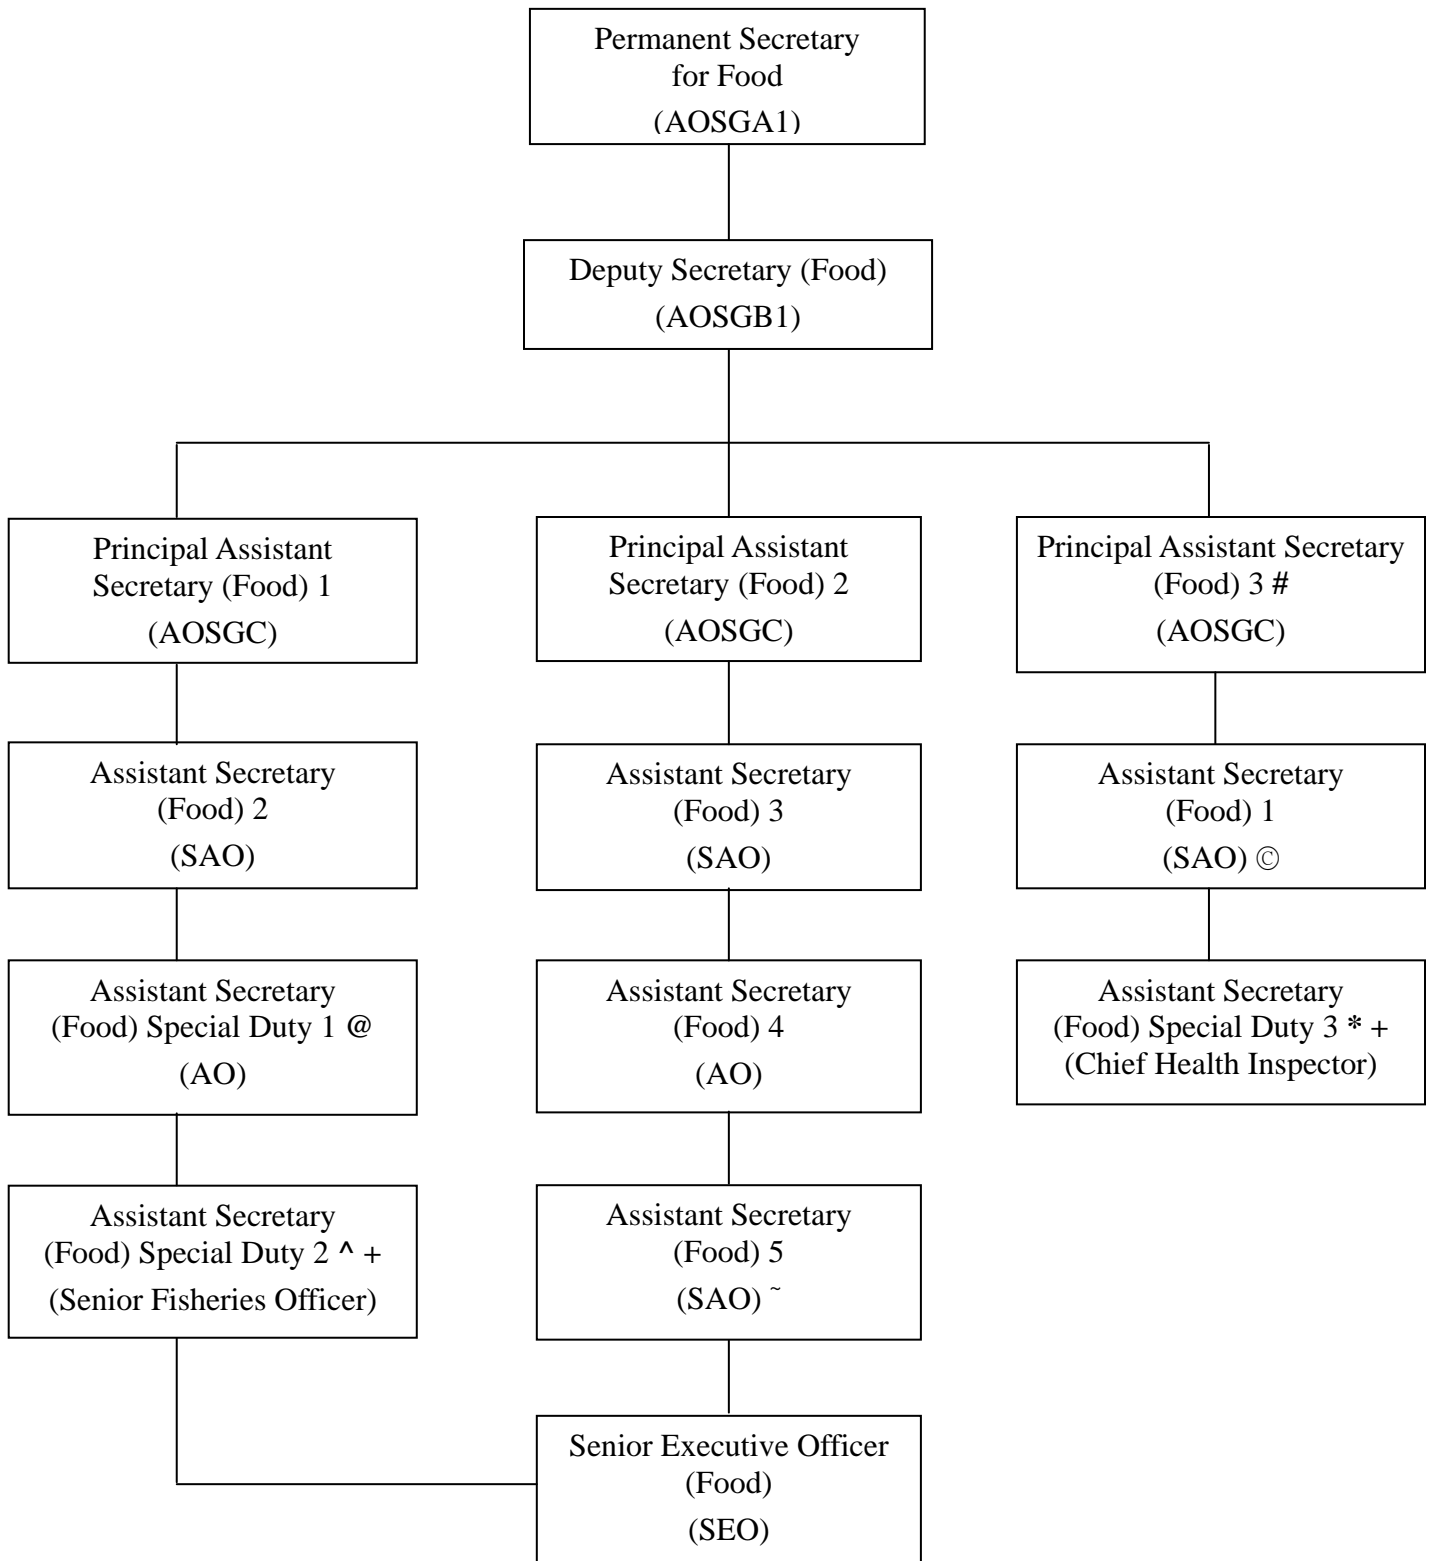 Permanent Secretary
for Food
(AOSGA1)
Deputy Secretary (Food)
(AOSGB1)
Principal Assistant
Secretary (Food) 1
(AOSGC)
Principal Assistant
Secretary (Food) 2
(AOSGC)
Principal Assistant Secretary
(Food) 3 #
(AOSGC)
Assistant Secretary
(Food) 2
(SAO)
Assistant Secretary
(Food) 3
(SAO)
Assistant Secretary
(Food) 1
(SAO) ©
Assistant Secretary
(Food) Special Duty 1 @
(AO)
Assistant Secretary
(Food) 4
(AO)
Assistant Secretary
(Food) Special Duty 3 * +
(Chief Health Inspector)
Assistant Secretary
(Food) Special Duty 2 ^ +
(Senior Fisheries Officer)
Assistant Secretary
(Food) 5
(SAO) ~
Senior Executive Officer
(Food)
(SEO)